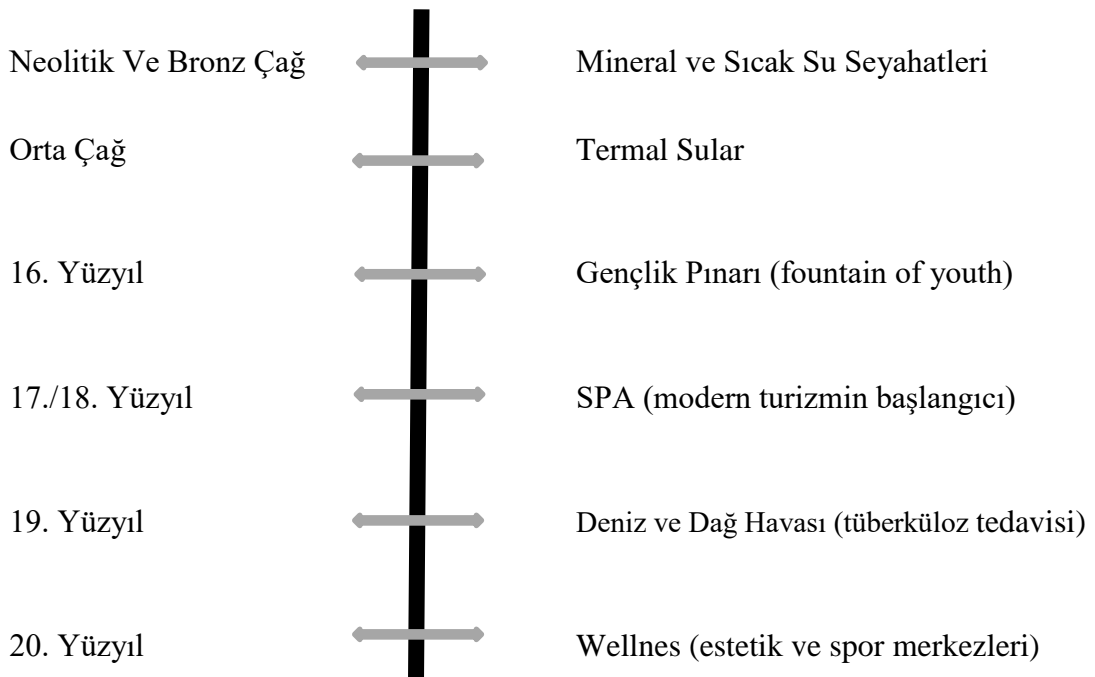 Neolitik Ve Bronz Çağ Mineral ve Sıcak Su Seyahatleri
Orta Çağ Termal Sular
16. Yüzyıl Gençlik Pınarı (fountain of youth)
17./18. Yüzyıl SPA (modern turizmin başlangıcı)
19. Yüzyıl Deniz ve Dağ Havası (tüberküloz tedavisi)
20. Yüzyıl Wellnes (estetik ve spor merkezleri)